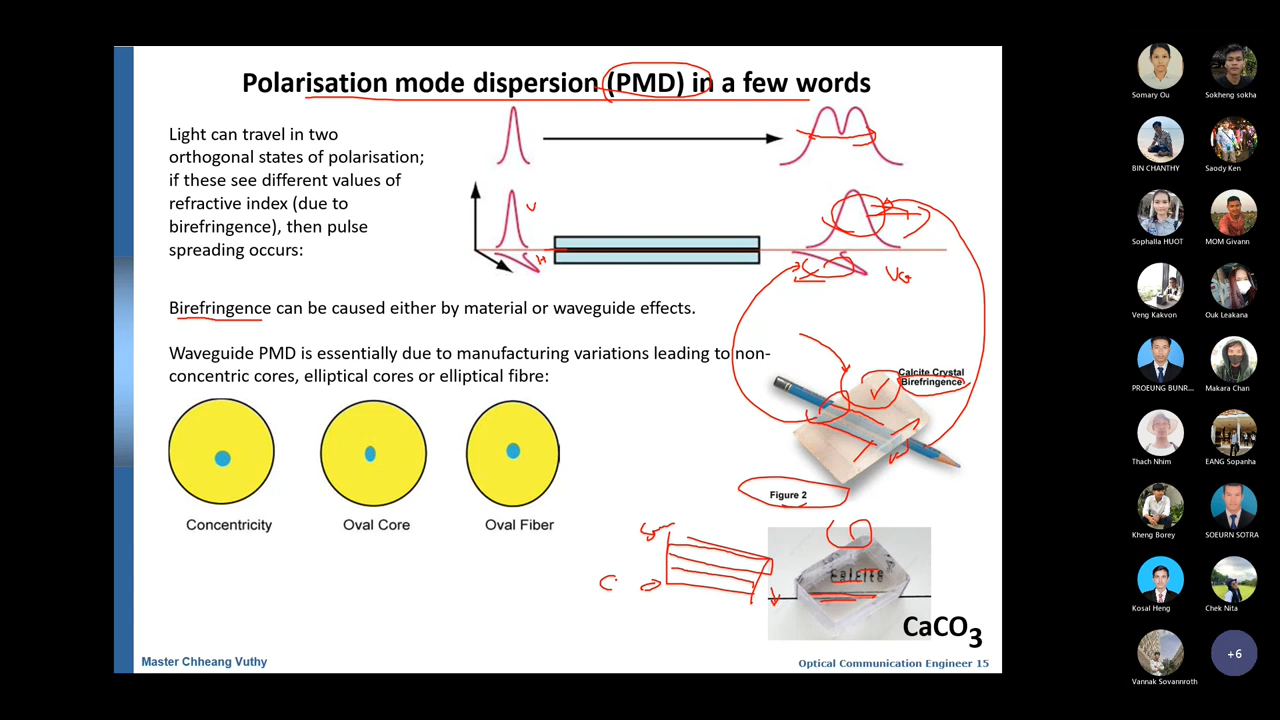 Polarisation mode dispersion (PMD) in a few words
Light can travel in two
orthogonal states of polarisation;
if these see different values of
refractive index (due to
birefringence), then pulse
spreading occurs:
V
H
VG
Birefringence can be caused either by material or waveguide effects.
Waveguide PMD is essentially due to manufacturing variations leading to non-
concentric cores, elliptical cores or elliptical fibre:
Calcite Crystal
Birefringence
Figure 2
Concentricity
Oval Core
Oval Fiber
Calcite
CaCO3
Master Chheang Vuthy
Optical Communication Engineer 15
Somary Ou
Sokheng sokha
BIN CHANTHY
Saody Ken
Sophalla HUOT
MOM Givann
Veng Kakvon
Ouk Leakana
PROEUNG BUNR...
Makara Chan
Thach Nhim
EANG Sopanha
Kheng Borey
SOEURN SOTRA
Kosal Heng
Chek Nita
Vannak Sovannroth
+6